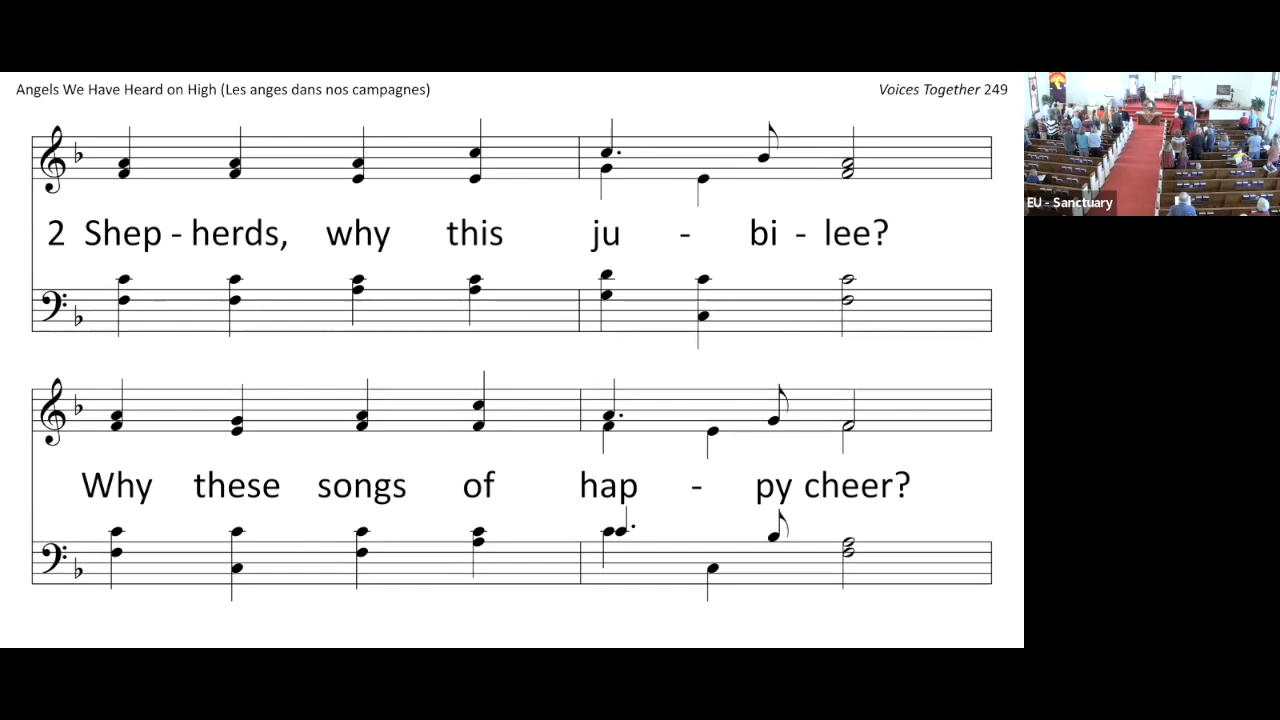 Angels We Have Heard on High (Les anges dans nos campagnes)
Voices Together 249
2 Shep - herds, why this ju - bi - lee?
Why these songs of hap - py cheer?
EU - Sanctuary